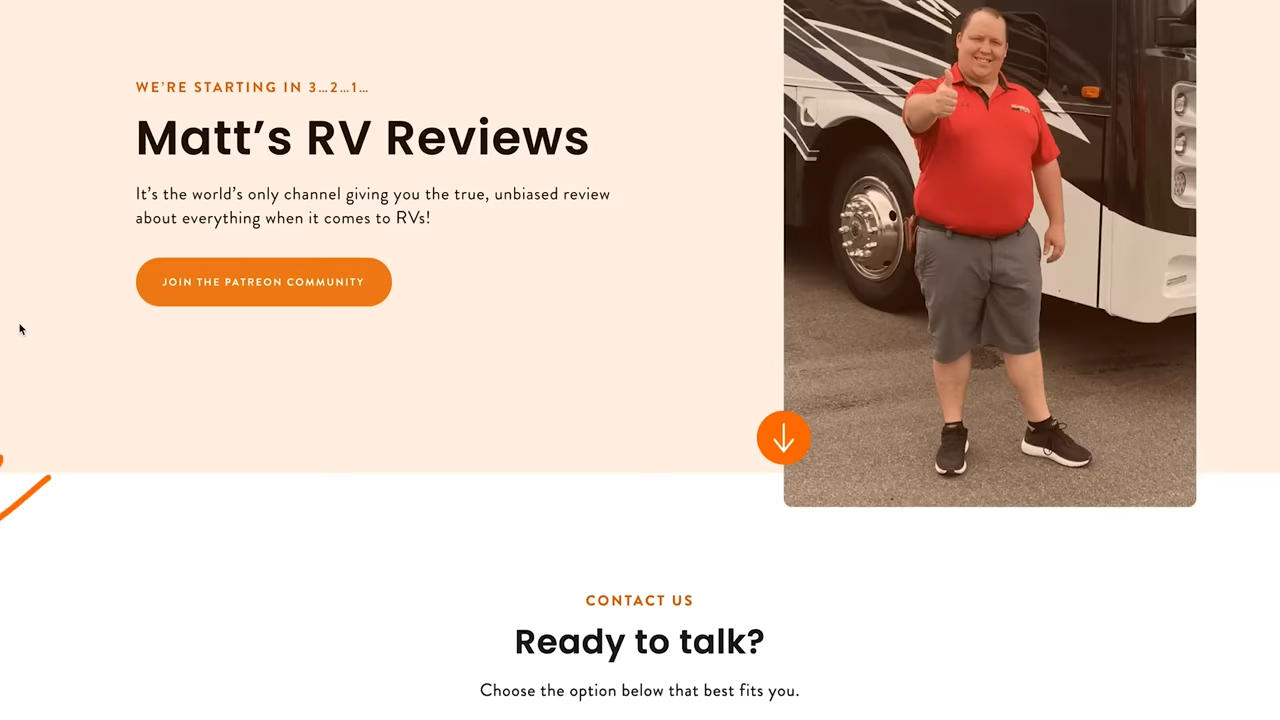 WE'RE STARTING IN 3…2…1…
Matt's RV Reviews
It's the world's only channel giving you the true, unbiased review
about everything when it comes to RVs!
JOIN THE PATREON COMMUNITY
CONTACT US
Ready to talk?
Choose the option below that best fits you.